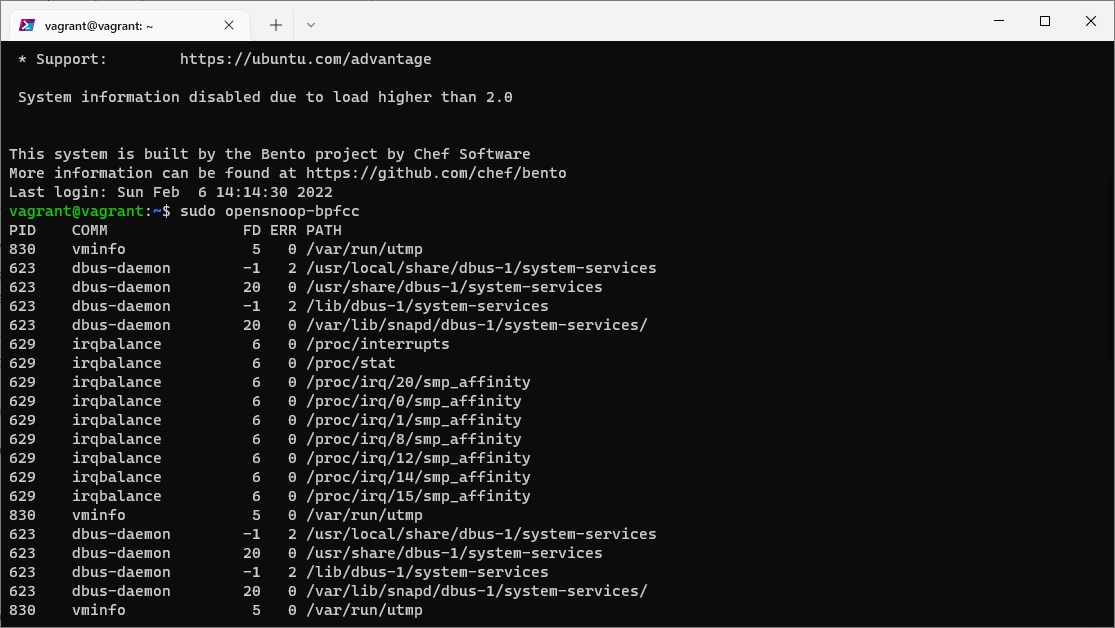 vagrant@vagrant: ~
 * Support:        https://ubuntu.com/advantage
  System information disabled due to load higher than 2.0
This system is built by the Bento project by Chef Software
More information can be found at https://github.com/chef/bento
Last login: Sun Feb  6 14:14:30 2022
vagrant@vagrant:~$ sudo opensnoop-bpfcc
PID    COMM               FD ERR PATH
830    vminfo              5   0 /var/run/utmp
623    dbus-daemon        -1   2 /usr/local/share/dbus-1/system-services
623    dbus-daemon        20   0 /usr/share/dbus-1/system-services
623    dbus-daemon        -1   2 /lib/dbus-1/system-services
623    dbus-daemon        20   0 /var/lib/snapd/dbus-1/system-services/
629    irqbalance          6   0 /proc/interrupts
629    irqbalance          6   0 /proc/stat
629    irqbalance          6   0 /proc/irq/20/smp_affinity
629    irqbalance          6   0 /proc/irq/0/smp_affinity
629    irqbalance          6   0 /proc/irq/1/smp_affinity
629    irqbalance          6   0 /proc/irq/8/smp_affinity
629    irqbalance          6   0 /proc/irq/12/smp_affinity
629    irqbalance          6   0 /proc/irq/14/smp_affinity
629    irqbalance          6   0 /proc/irq/15/smp_affinity
830    vminfo              5   0 /var/run/utmp
623    dbus-daemon        -1   2 /usr/local/share/dbus-1/system-services
623    dbus-daemon        20   0 /usr/share/dbus-1/system-services
623    dbus-daemon        -1   2 /lib/dbus-1/system-services
623    dbus-daemon        20   0 /var/lib/snapd/dbus-1/system-services/
830    vminfo              5   0 /var/run/utmp